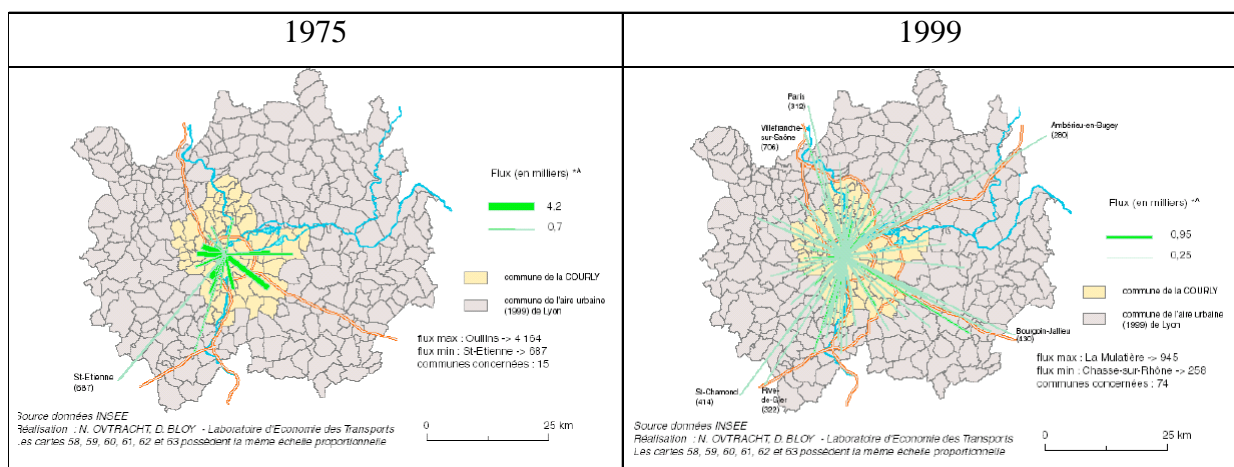 1975
Flux (en milliers) *^
4.2
0,7
commune de la COURLY
commune de l'aire urbaine
(1999) de Lyon
flux max : Oullins -> 4 164
flux min : St-Etienne -> 687
communes concernées : 15
St-Etienne
(687)
Source données INSEE
Réalisation : N. OVTRACHT, D. BLOY - Laboratoire d'Economie des Transports
Les cartes 58, 59, 60, 61, 62 et 63 possèdent la même échelle proportionnelle
0 25 km
1999
Paris
(312)
Villefranche-
sur-Saône
(706)
Ambérieu-en-Bugey
(280)
Flux (en milliers) *^
0,95
0,25
commune de la COURLY
commune de l'aire urbaine
(1999) de Lyon
Bourgoin-Jallieu
(430)
flux max : La Mulatière -> 945
flux min : Chasse-sur-Rhône -> 258
communes concernées : 74
St-Chamond
(414)
Rive-
de-Gier
(322)
Source données INSEE
Réalisation : N. OVTRACHT, D. BLOY - Laboratoire d'Economie des Transports
Les cartes 58, 59, 60, 61, 62 et 63 possèdent la même échelle proportionnelle
0 25 km